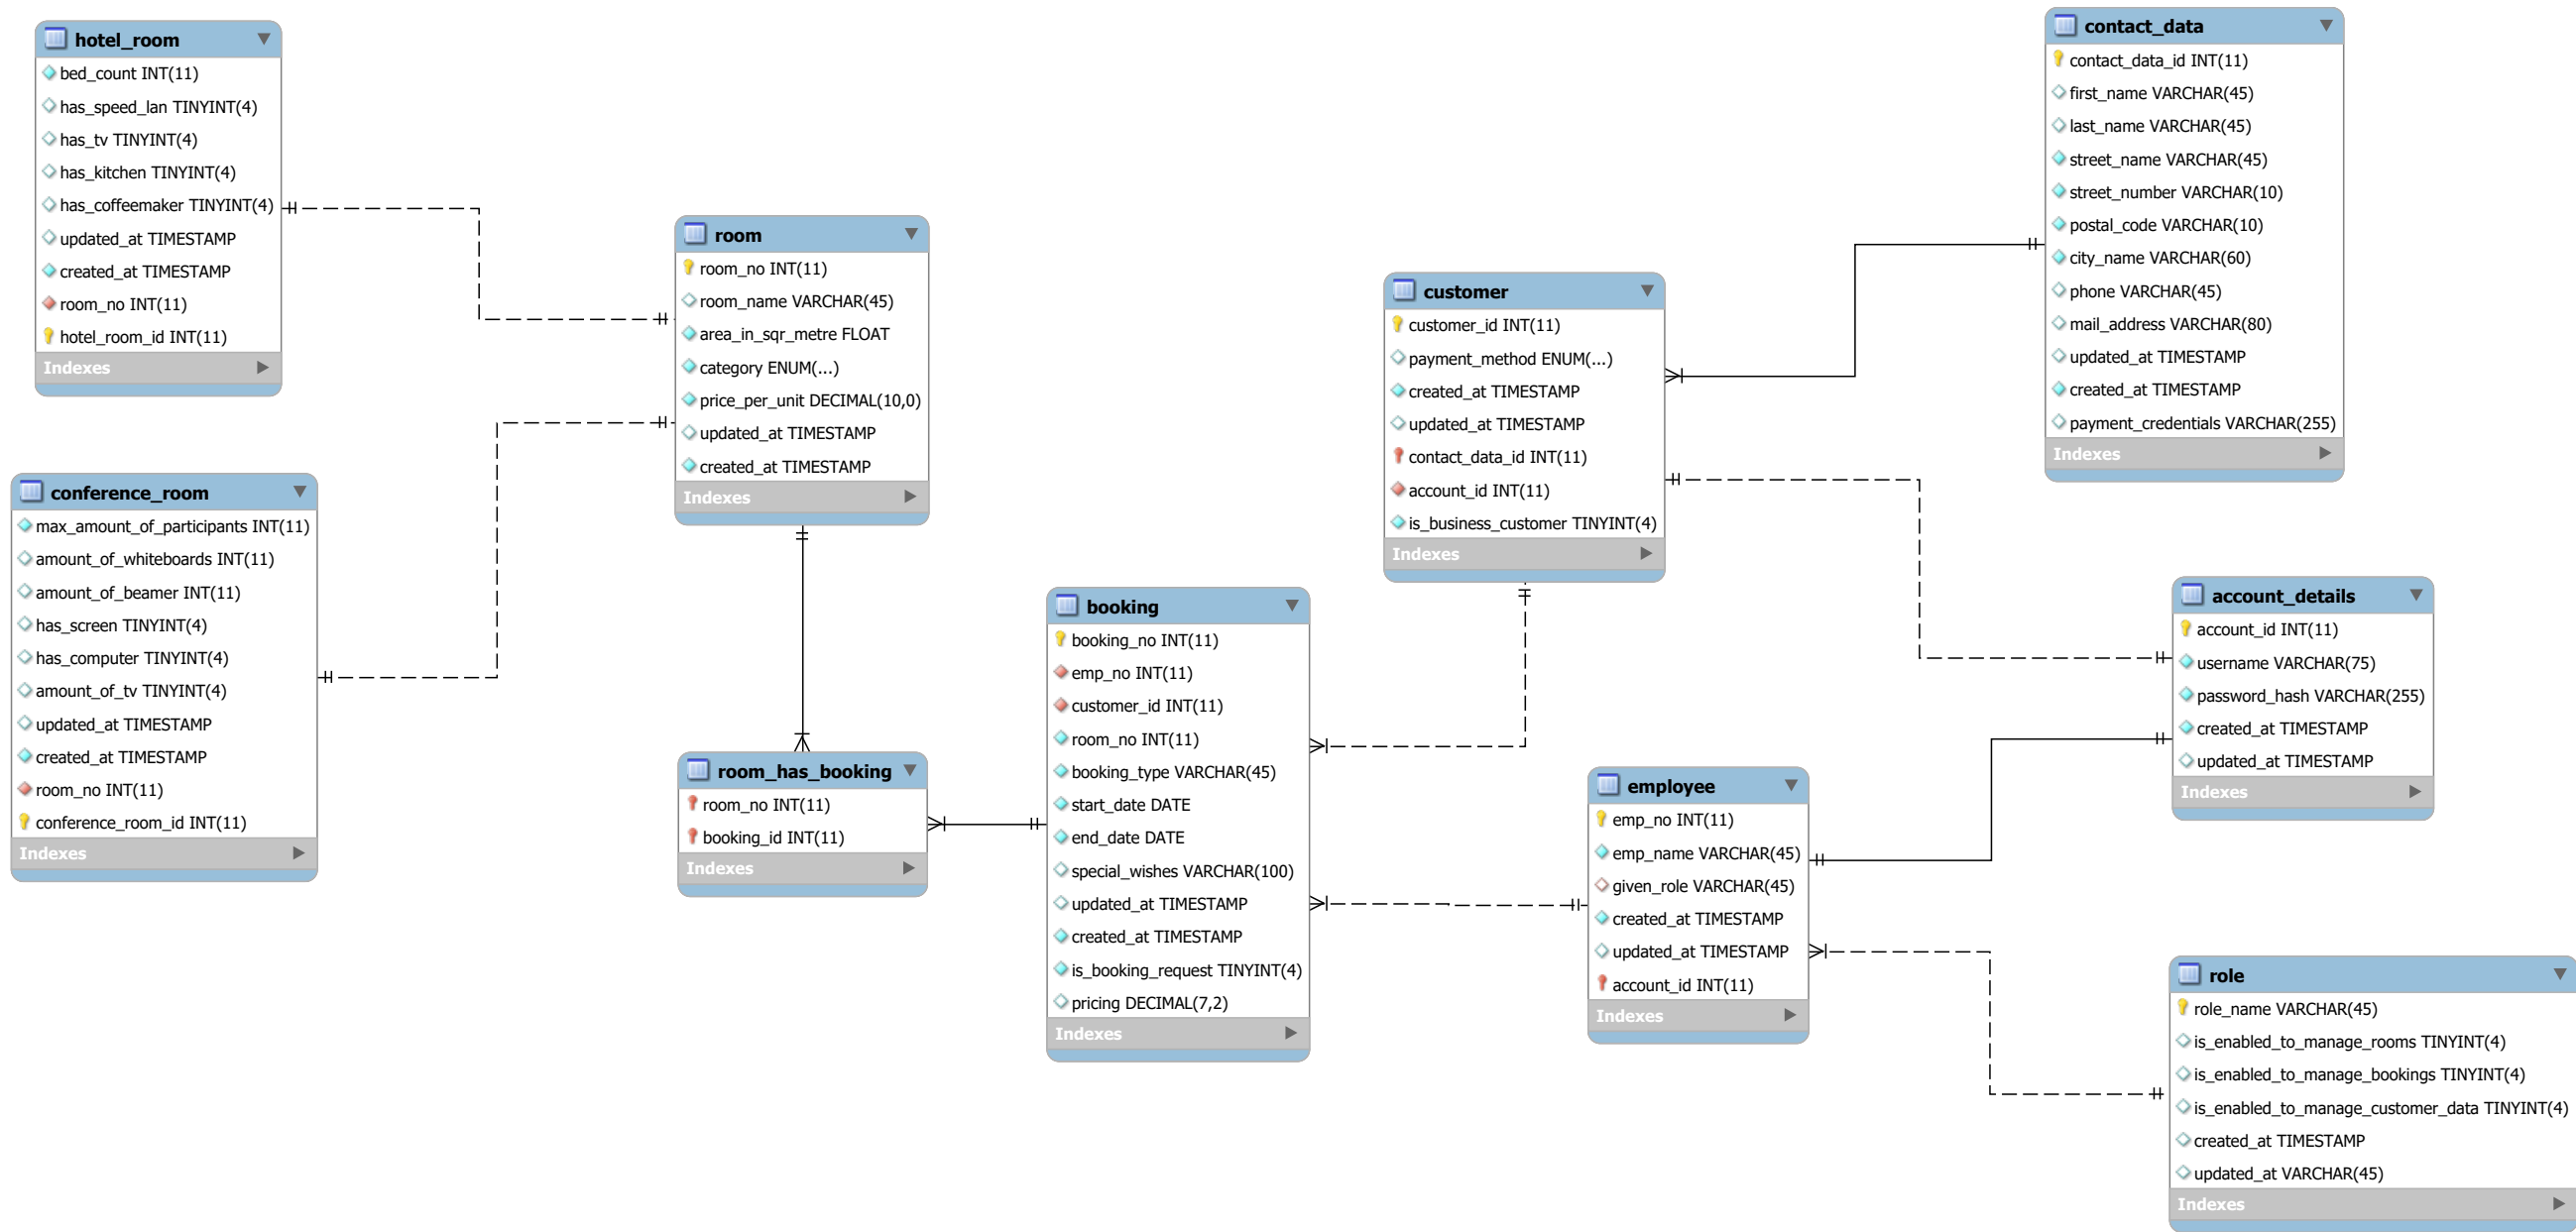 hotel_room
bed_count INT(11)
has_speed_lan TINYINT(4)
has_tv TINYINT(4)
has_kitchen TINYINT(4)
has_coffeemaker TINYINT(4)
updated_at TIMESTAMP
created_at TIMESTAMP
room_no INT(11)
hotel_room_id INT(11)
Indexes
conference_room
max_amount_of_participants INT(11)
amount_of_whiteboards INT(11)
amount_of_beamer INT(11)
has_screen TINYINT(4)
has_computer TINYINT(4)
amount_of_tv TINYINT(4)
updated_at TIMESTAMP
created_at TIMESTAMP
room_no INT(11)
conference_room_id INT(11)
Indexes
room
room_no INT(11)
room_name VARCHAR(45)
area_in_sqr_metre FLOAT
category ENUM(...)
price_per_unit DECIMAL(10,0)
updated_at TIMESTAMP
created_at TIMESTAMP
Indexes
room_has_booking
room_no INT(11)
booking_id INT(11)
Indexes
booking
booking_no INT(11)
emp_no INT(11)
customer_id INT(11)
room_no INT(11)
booking_type VARCHAR(45)
start_date DATE
end_date DATE
special_wishes VARCHAR(100)
updated_at TIMESTAMP
created_at TIMESTAMP
is_booking_request TINYINT(4)
pricing DECIMAL(7,2)
Indexes
customer
customer_id INT(11)
payment_method ENUM(...)
created_at TIMESTAMP
updated_at TIMESTAMP
contact_data_id INT(11)
account_id INT(11)
is_business_customer TINYINT(4)
Indexes
employee
emp_no INT(11)
emp_name VARCHAR(45)
given_role VARCHAR(45)
created_at TIMESTAMP
updated_at TIMESTAMP
account_id INT(11)
Indexes
contact_data
contact_data_id INT(11)
first_name VARCHAR(45)
last_name VARCHAR(45)
street_name VARCHAR(45)
street_number VARCHAR(10)
postal_code VARCHAR(10)
city_name VARCHAR(60)
phone VARCHAR(45)
mail_address VARCHAR(80)
updated_at TIMESTAMP
created_at TIMESTAMP
payment_credentials VARCHAR(255)
Indexes
account_details
account_id INT(11)
username VARCHAR(75)
password_hash VARCHAR(255)
created_at TIMESTAMP
updated_at TIMESTAMP
Indexes
role
role_name VARCHAR(45)
is_enabled_to_manage_rooms TINYINT(4)
is_enabled_to_manage_bookings TINYINT(4)
is_enabled_to_manage_customer_data TINYINT(4)
created_at TIMESTAMP
updated_at VARCHAR(45)
Indexes